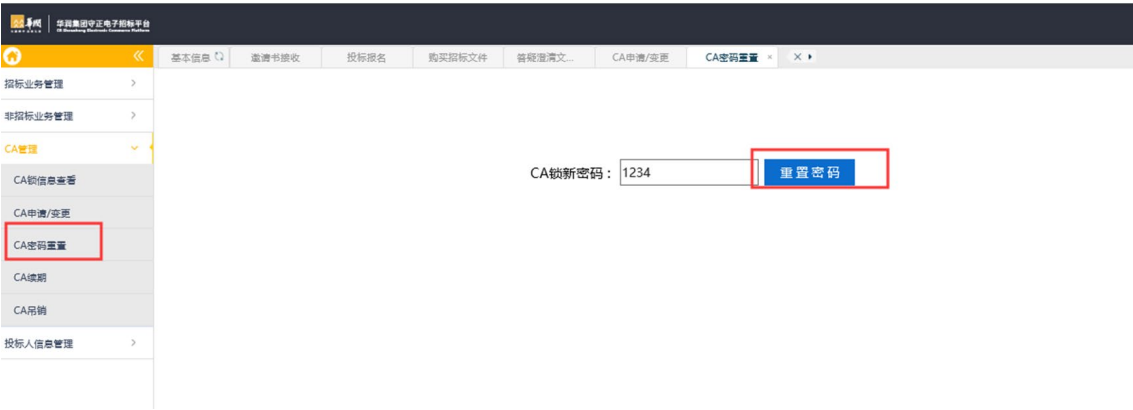 華潤 华润集团守正电子招标平台
基本信息 邀请书接收 投标报名 购买招标文件 答疑澄清文... CA申请/变更 CA密码重置
招标业务管理
非招标业务管理
CA管理
CA锁信息查看
CA申请/变更
CA密码重置
CA续期
CA吊销
投标人信息管理
CA锁新密码： 1234 重置密码